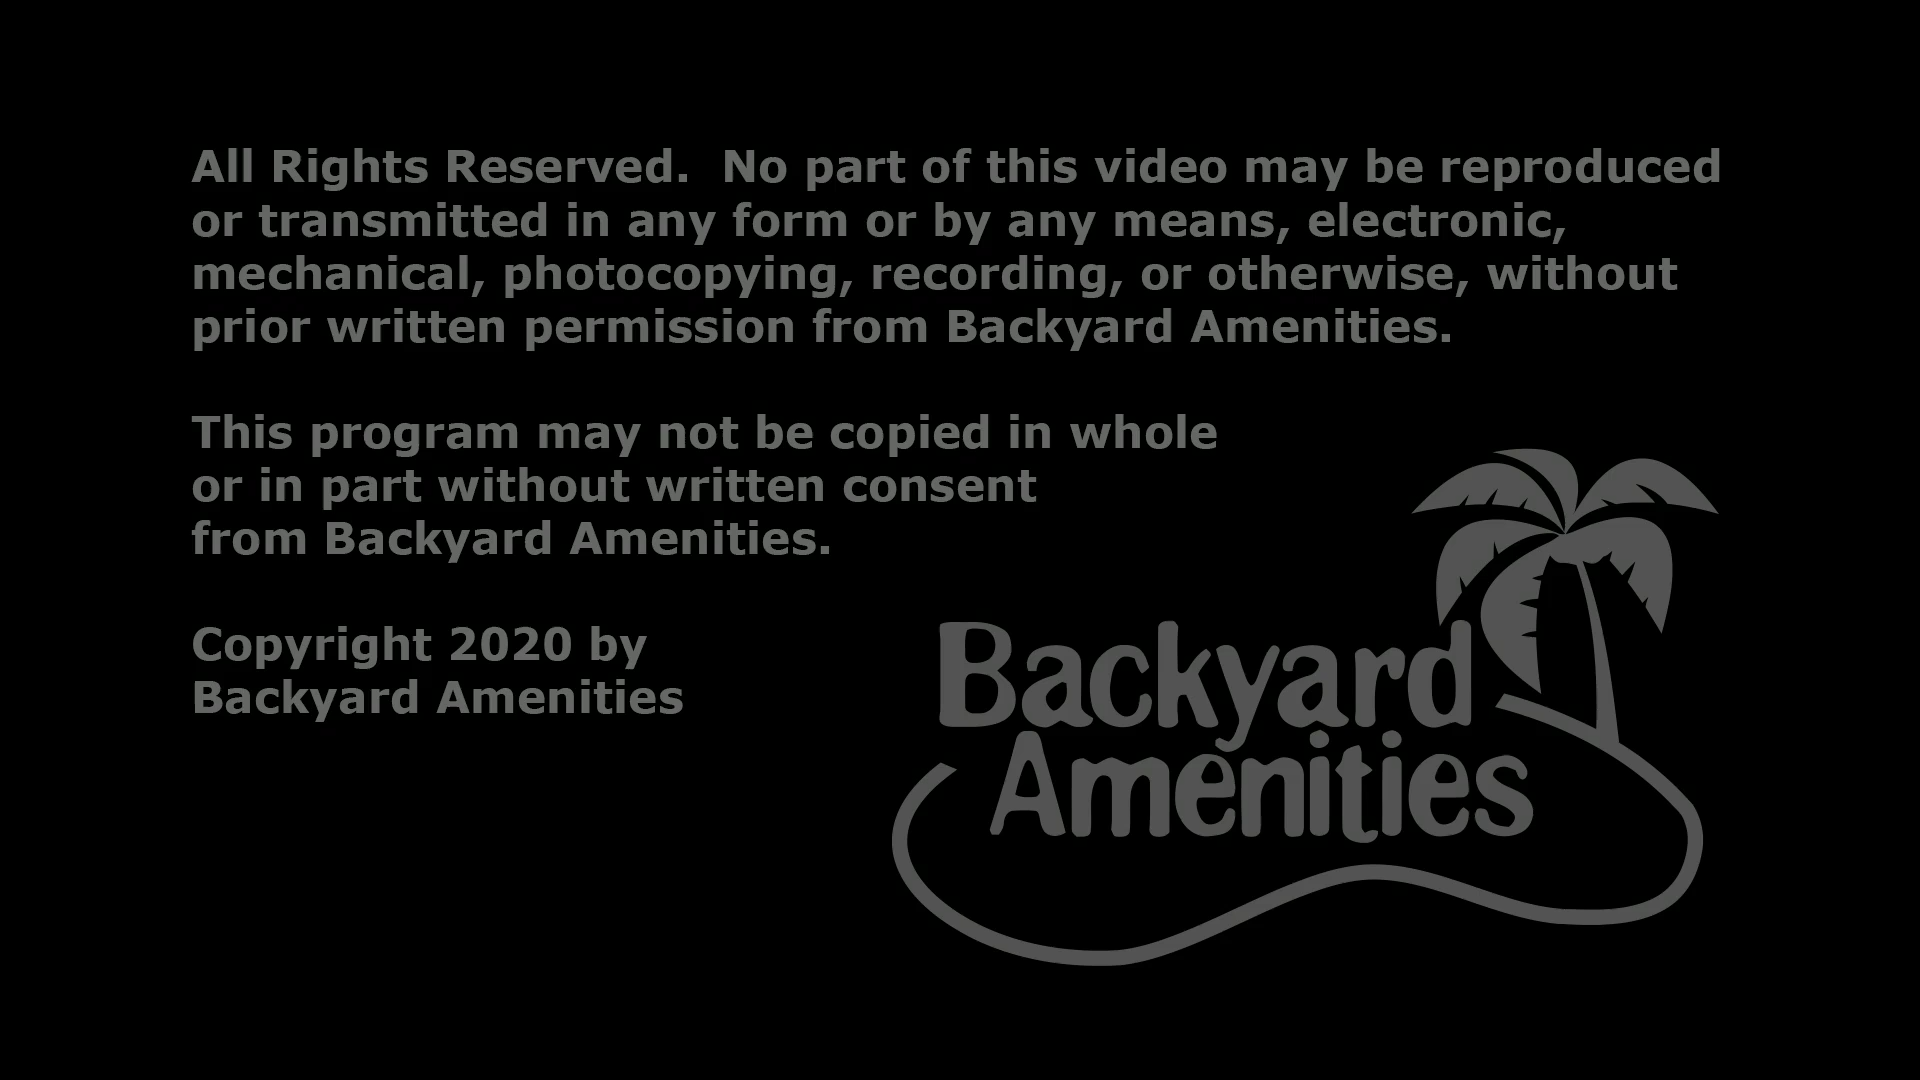 All Rights Reserved.  No part of this video may be reproduced
or transmitted in any form or by any means, electronic,
mechanical, photocopying, recording, or otherwise, without
prior written permission from Backyard Amenities.
This program may not be copied in whole
or in part without written consent
from Backyard Amenities.
Copyright 2020 by
Backyard Amenities
Backyard
Amenities